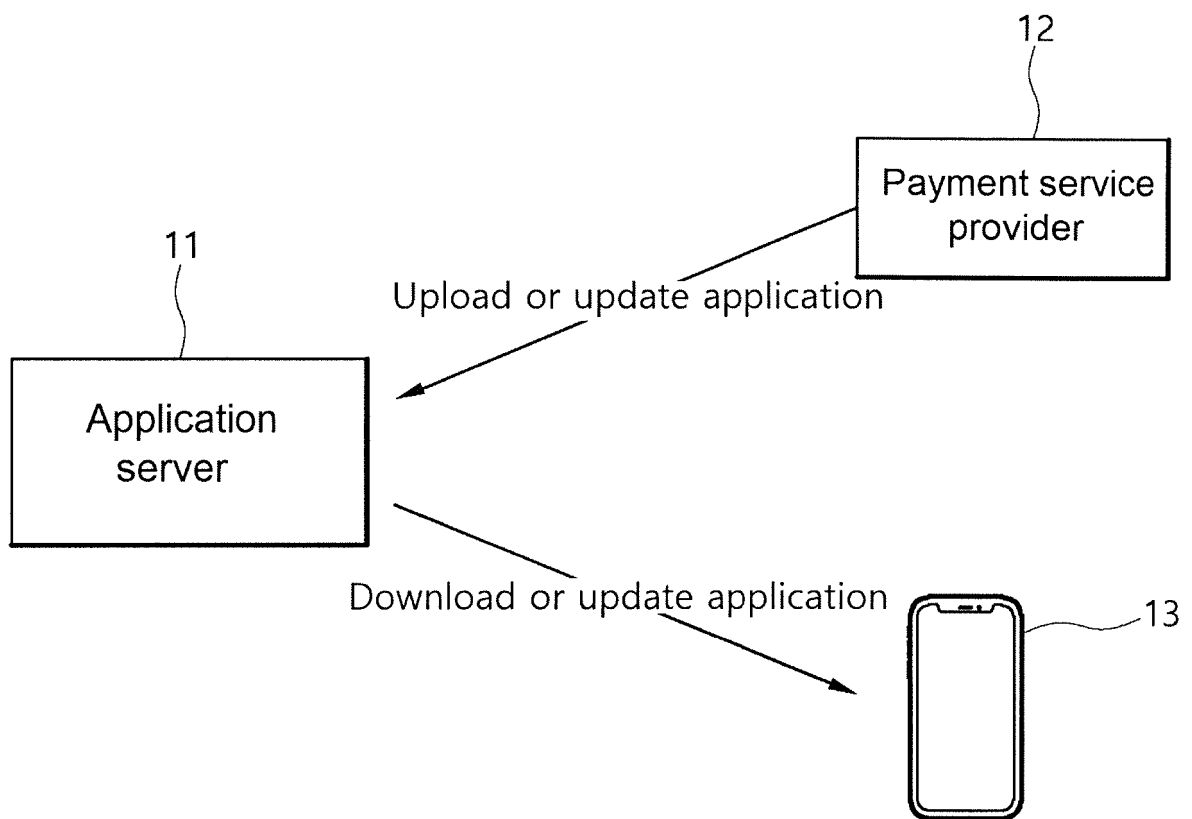 12
Payment service
provider
11
Upload or update application
Application
server
Download or update application
13